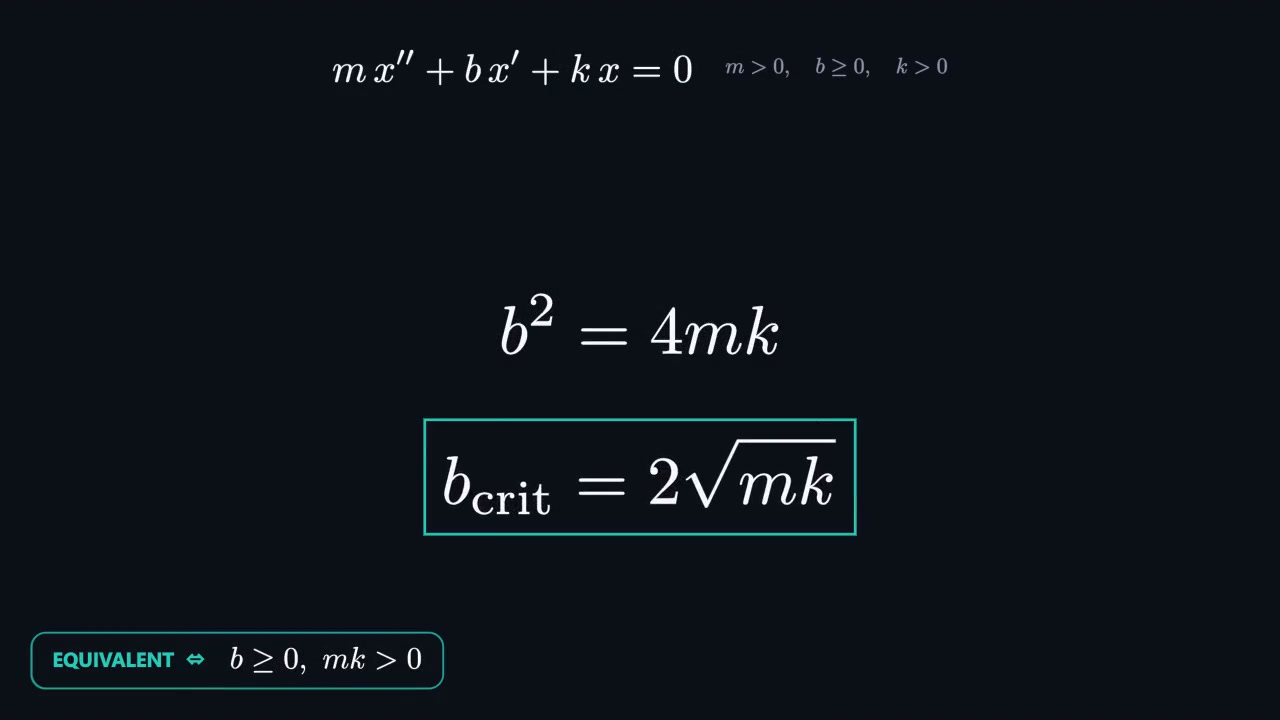 m x″ + b x′ + k x = 0 m > 0, b ≥ 0, k > 0
b² = 4mk
b_crit = 2√(mk)
EQUIVALENT ⇔ b ≥ 0, mk > 0